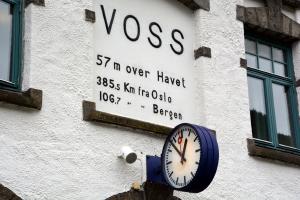 VOSS
57 m over Havet
385.5 Km fra Oslo
106.7 " " Bergen